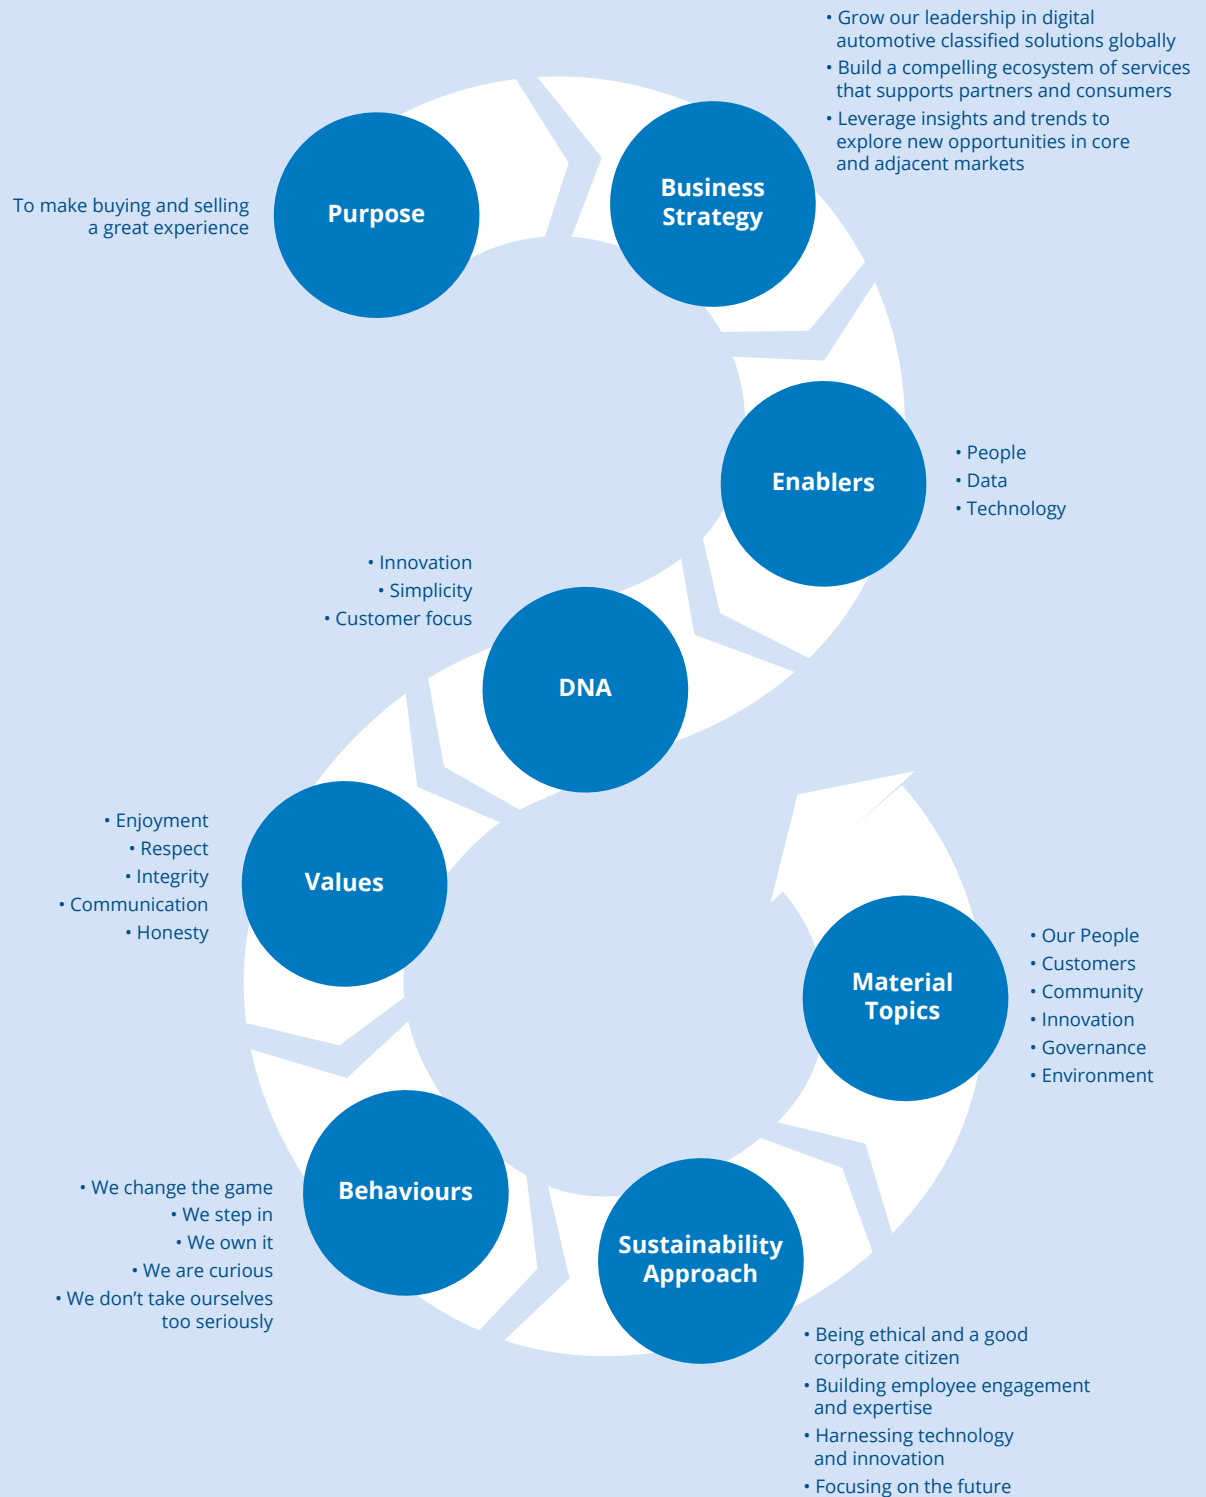 Purpose
To make buying and selling
a great experience
Business
Strategy
• Grow our leadership in digital
automotive classified solutions globally
• Build a compelling ecosystem of services
that supports partners and consumers
• Leverage insights and trends to
explore new opportunities in core
and adjacent markets
Enablers
• People
• Data
• Technology
DNA
• Innovation
• Simplicity
• Customer focus
Values
• Enjoyment
• Respect
• Integrity
• Communication
• Honesty
Behaviours
• We change the game
• We step in
• We own it
• We are curious
• We don’t take ourselves
too seriously
Sustainability
Approach
• Being ethical and a good
corporate citizen
• Building employee engagement
and expertise
• Harnessing technology
and innovation
• Focusing on the future
Material
Topics
• Our People
• Customers
• Community
• Innovation
• Governance
• Environment